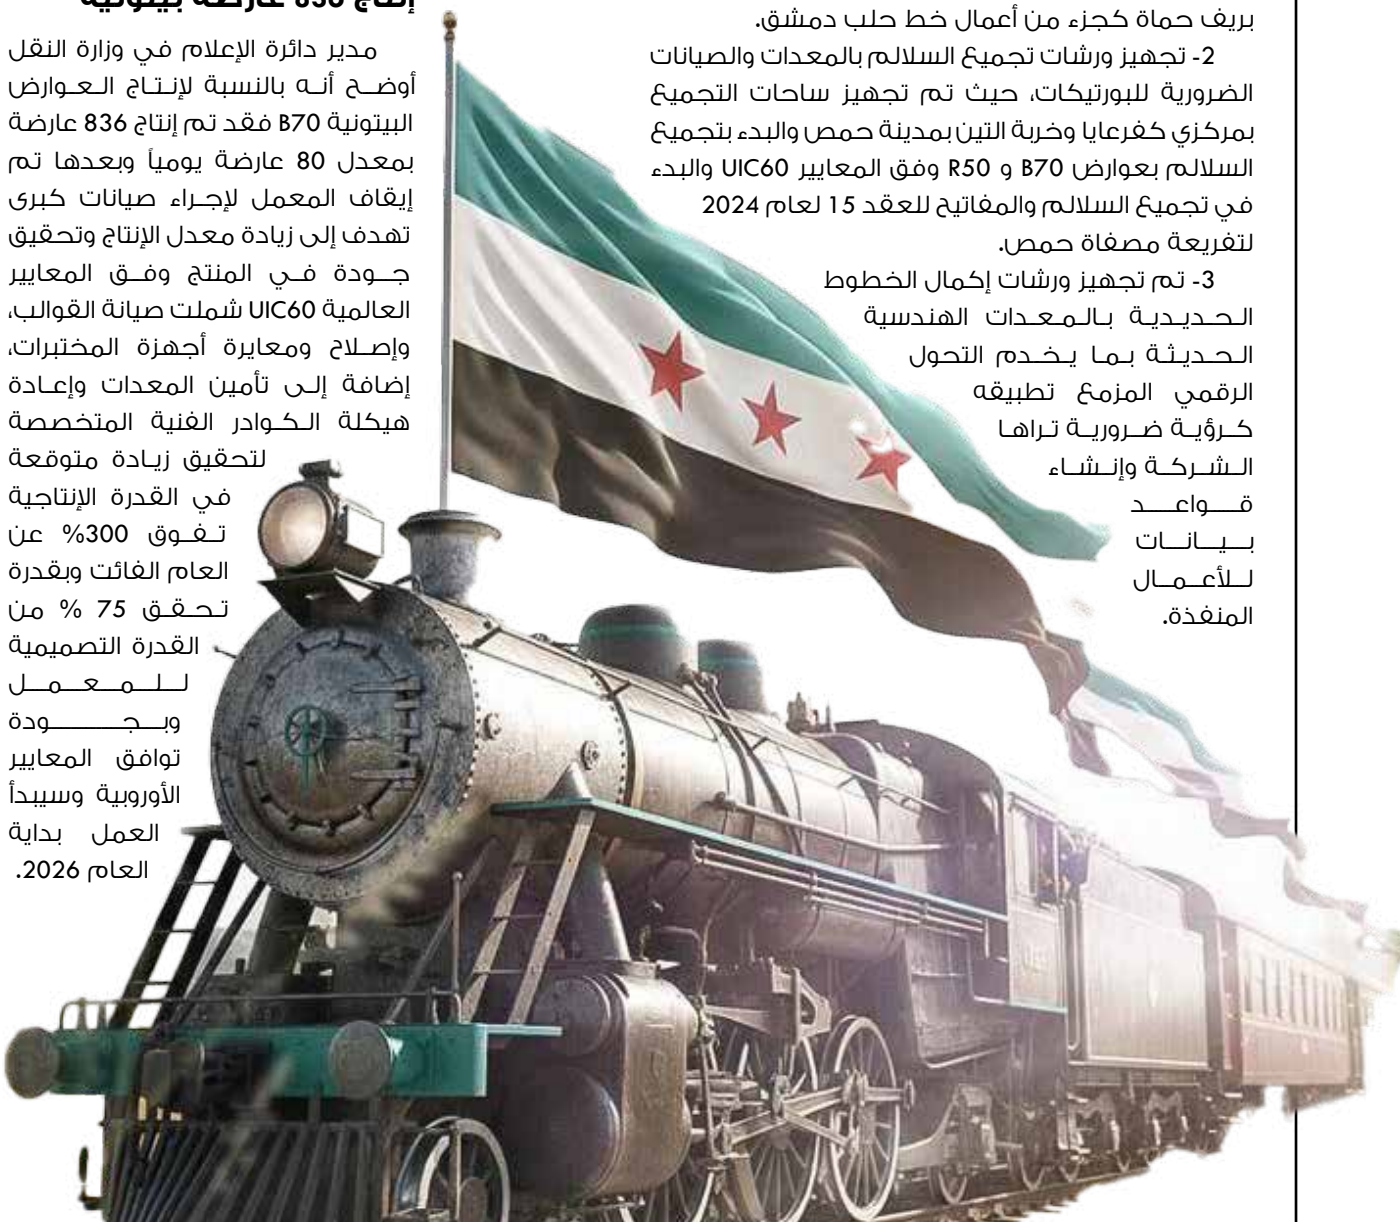 بريف حماة كجزء من أعمال خط حلب دمشق.
2- تجهيز ورشات تجميع السلالم بالمعدات والصيانات
الضرورية للبورتيكات، حيث تم تجهيز ساحات التجميع
بمركزي كفرعايا وخربة التين بمدينة حمص والبدء بتجميع
السلالم بعوارض B70 و R50 وفق المعايير UIC60 والبدء
في تجميع السلالم والمفاتيح للعقد 15 لعام 2024
لتفريعة مصفاة حمص.
3- تم تجهيز ورشات إكمال الخطوط
الحديدية بالمعدات الهندسية
الحديثة بما يخدم التحول
الرقمي المزمع تطبيقه
كرؤية ضرورية تراها
الشركة وإنشاء
قواعد
بيانات
للأعمال
المنفذة.
إنتاج 836 عارضة بيتونية
مدير دائرة الإعلام في وزارة النقل
أوضح أنه بالنسبة لإنتاج العوارض
البيتونية B70 فقد تم إنتاج 836 عارضة
بمعدل 80 عارضة يومياً وبعدها تم
إيقاف المعمل لإجراء صيانات كبرى
تهدف إلى زيادة معدل الإنتاج وتحقيق
جودة في المنتج وفق المعايير
العالمية UIC60 شملت صيانة القوالب،
وإصلاح ومعايرة أجهزة المختبرات،
إضافة إلى تأمين المعدات وإعادة
هيكلة الكوادر الفنية المتخصصة
لتحقيق زيادة متوقعة
في القدرة الإنتاجية
تفوق 300% عن
العام الفائت وبقدرة
تحقق 75 % من
القدرة التصميمية
للمعمل
وبجودة
توافق المعايير
الأوروبية وسيبدأ
العمل بداية
العام 2026.